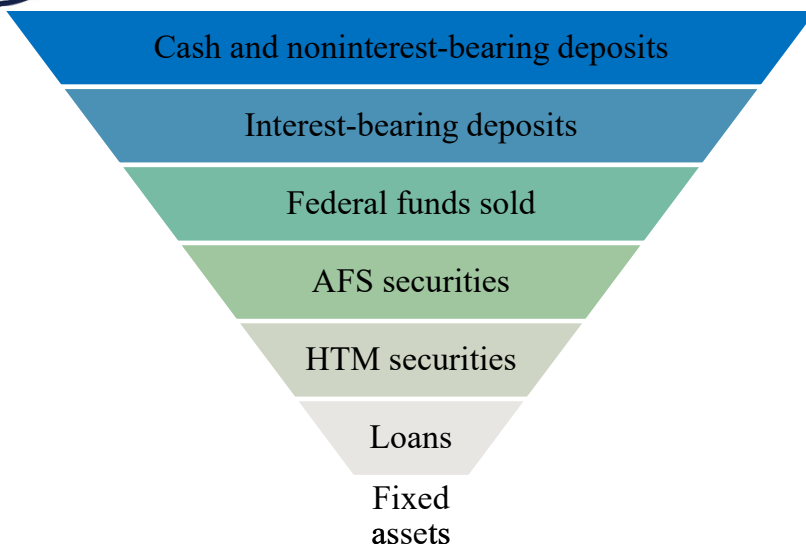 Cash and noninterest-bearing deposits
Interest-bearing deposits
Federal funds sold
AFS securities
HTM securities
Loans
Fixed
assets